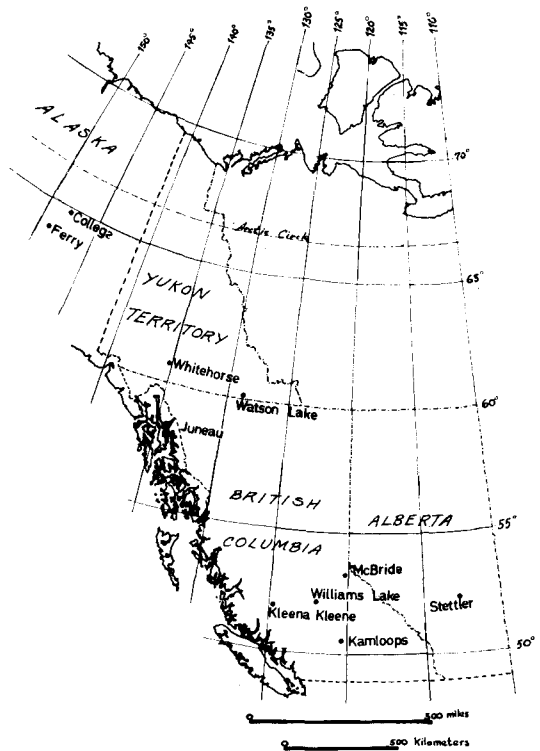 150° 145° 140° 135° 130° 125° 120° 115° 110°
ALASKA
70°
Arctic Circle
College
Ferry
65°
YUKON
TERRITORY
Whitehorse
60°
Watson Lake
Juneau
BRITISH
ALBERTA
55°
COLUMBIA
McBride
Williams Lake
Stettler
Kleena Kleene
Kamloops
50°
500 miles
500 Kilometers